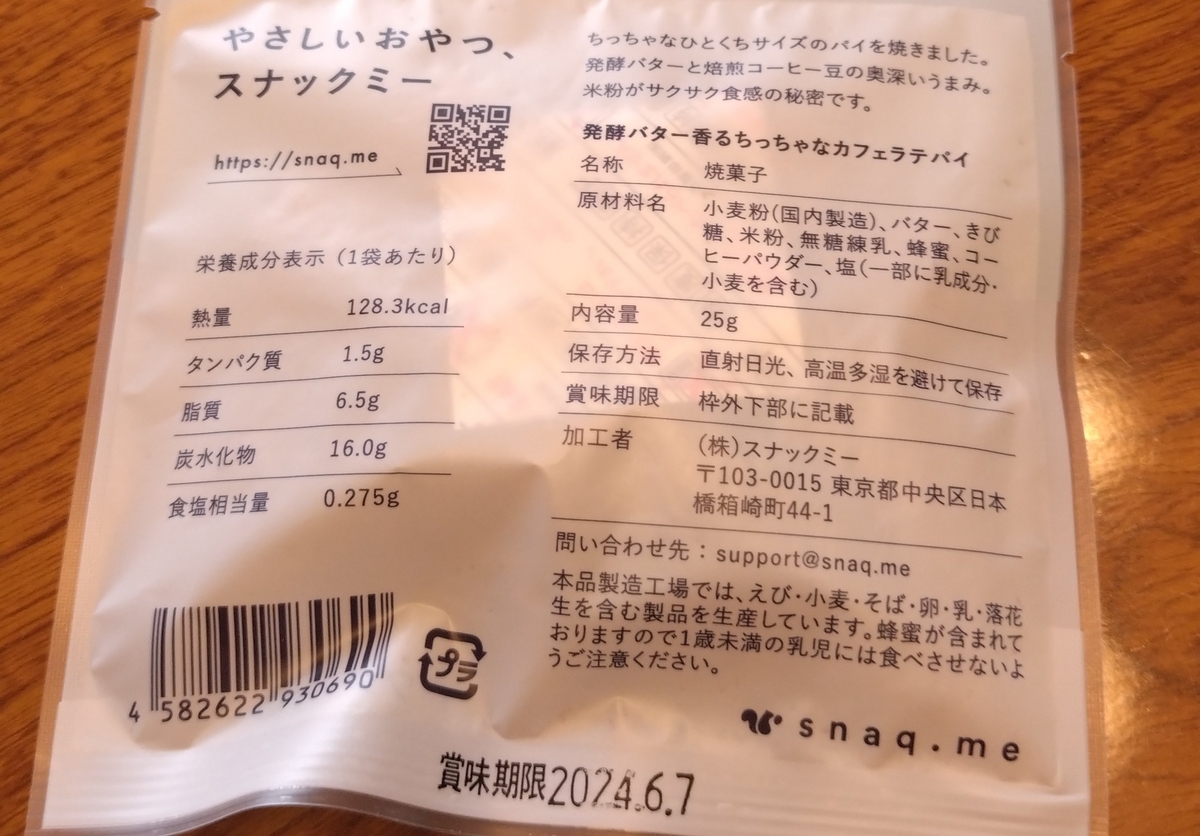 やさしいおやつ、
スナックミー
https://snaq.me
栄養成分表示（1袋あたり）
熱量 128.3kcal
タンパク質 1.5g
脂質 6.5g
炭水化物 16.0g
食塩相当量 0.275g
4 582622 930690
プラ
ちっちゃなひとくちサイズのパイを焼きました。
発酵バターと焙煎コーヒー豆の奥深いうまみ。
米粉がサクサク食感の秘密です。
発酵バター香るちっちゃなカフェラテパイ
名称 焼菓子
原材料名 小麦粉(国内製造)、バター、きび
糖、米粉、無糖練乳、蜂蜜、コー
ヒーパウダー、塩(一部に乳成分・
小麦を含む)
内容量 25g
保存方法 直射日光、高温多湿を避けて保存
賞味期限 枠外下部に記載
加工者 (株)スナックミー
〒103-0015 東京都中央区日本
橋箱崎町44-1
問い合わせ先：support@snaq.me
本品製造工場では、えび・小麦・そば・卵・乳・落花
生を含む製品を生産しています。蜂蜜が含まれて
おりますので1歳未満の乳児には食べさせないよ
うご注意ください。
snaq.me
賞味期限2024.6.7